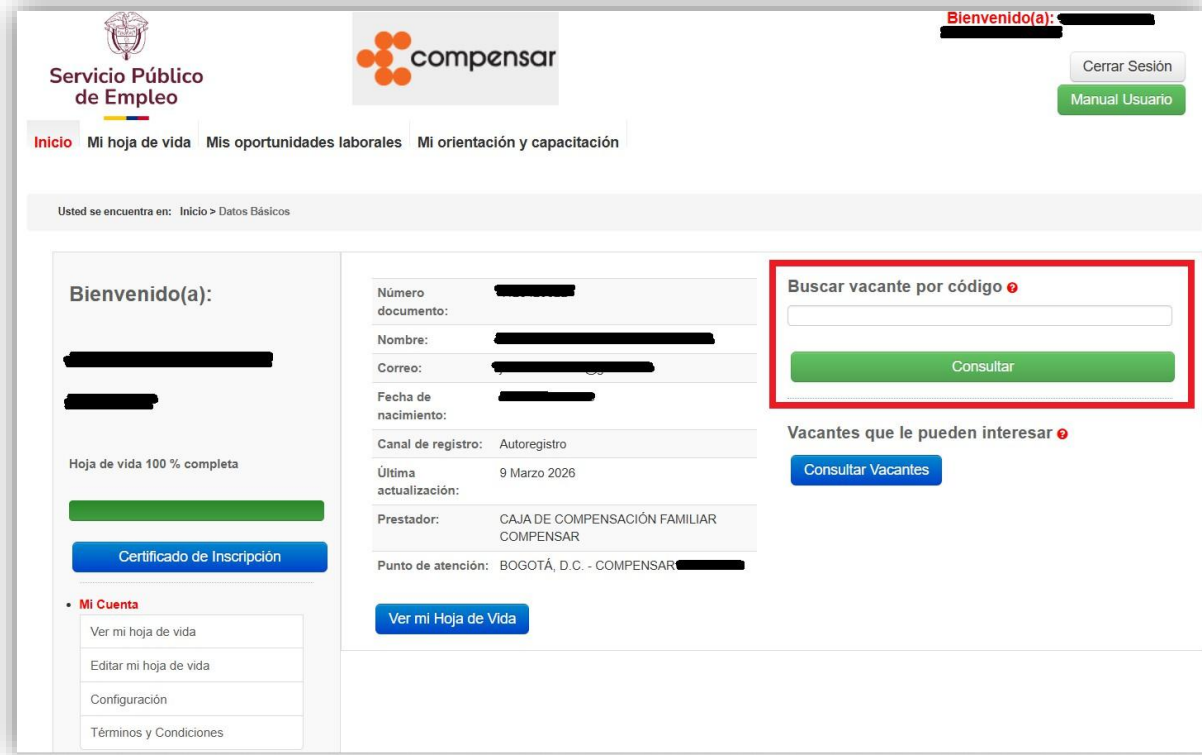 Bienvenido(a):
Servicio Público
de Empleo
compensar
Cerrar Sesión
Manual Usuario
Inicio Mi hoja de vida Mis oportunidades laborales Mi orientación y capacitación
Usted se encuentra en: Inicio > Datos Básicos
Bienvenido(a):
Hoja de vida 100 % completa
Certificado de Inscripción
Mi Cuenta
Ver mi hoja de vida
Editar mi hoja de vida
Configuración
Términos y Condiciones
Número
documento:
Nombre:
Correo:
Fecha de
nacimiento:
Canal de registro: Autoregistro
Última
actualización: 9 Marzo 2026
Prestador: CAJA DE COMPENSACIÓN FAMILIAR
COMPENSAR
Punto de atención: BOGOTÁ, D.C. - COMPENSAR
Ver mi Hoja de Vida
Buscar vacante por código
Consultar
Vacantes que le pueden interesar
Consultar Vacantes